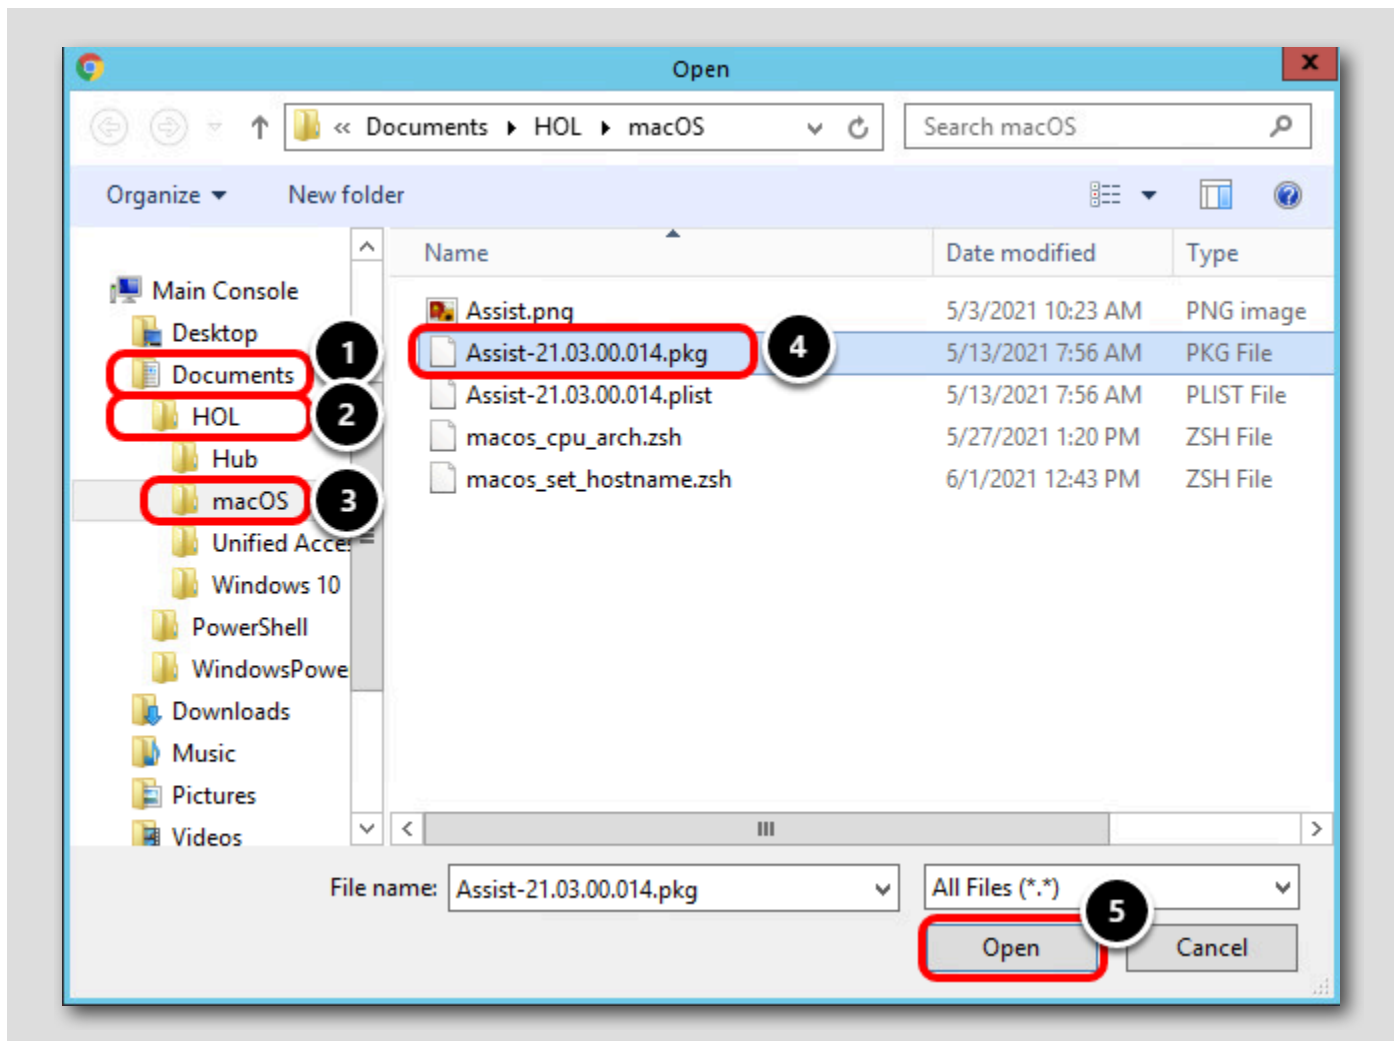 Open
x
« Documents HOL macOS
Search macOS
Organize New folder
Name Date modified Type
Main Console
Desktop
1
Documents
2
HOL
Hub
3
macOS
Unified Acce
Windows 10
PowerShell
WindowsPowe
Downloads
Music
Pictures
Videos
Assist.png 5/3/2021 10:23 AM PNG image
Assist-21.03.00.014.pkg 4 5/13/2021 7:56 AM PKG File
Assist-21.03.00.014.plist 5/13/2021 7:56 AM PLIST File
macos_cpu_arch.zsh 5/27/2021 1:20 PM ZSH File
macos_set_hostname.zsh 6/1/2021 12:43 PM ZSH File
File name: Assist-21.03.00.014.pkg All Files (*.*)
5
Open Cancel